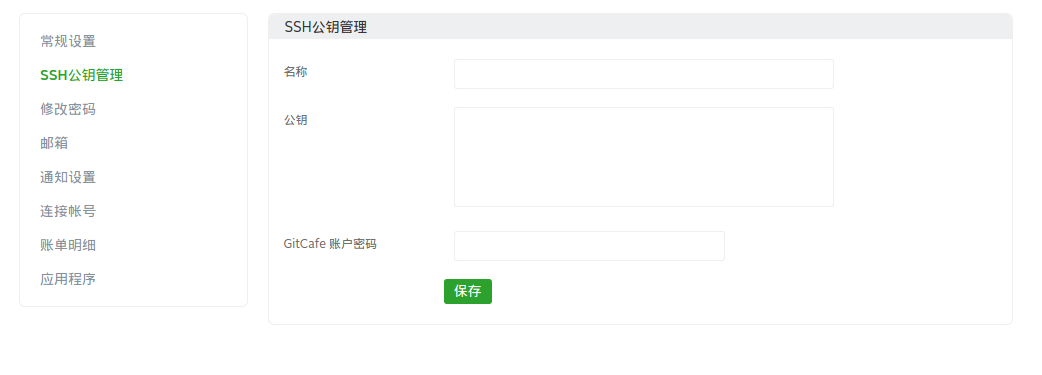 常规设置
SSH公钥管理
修改密码
邮箱
通知设置
连接帐号
账单明细
应用程序
SSH公钥管理
名称
公钥
GitCafe 账户密码
保存